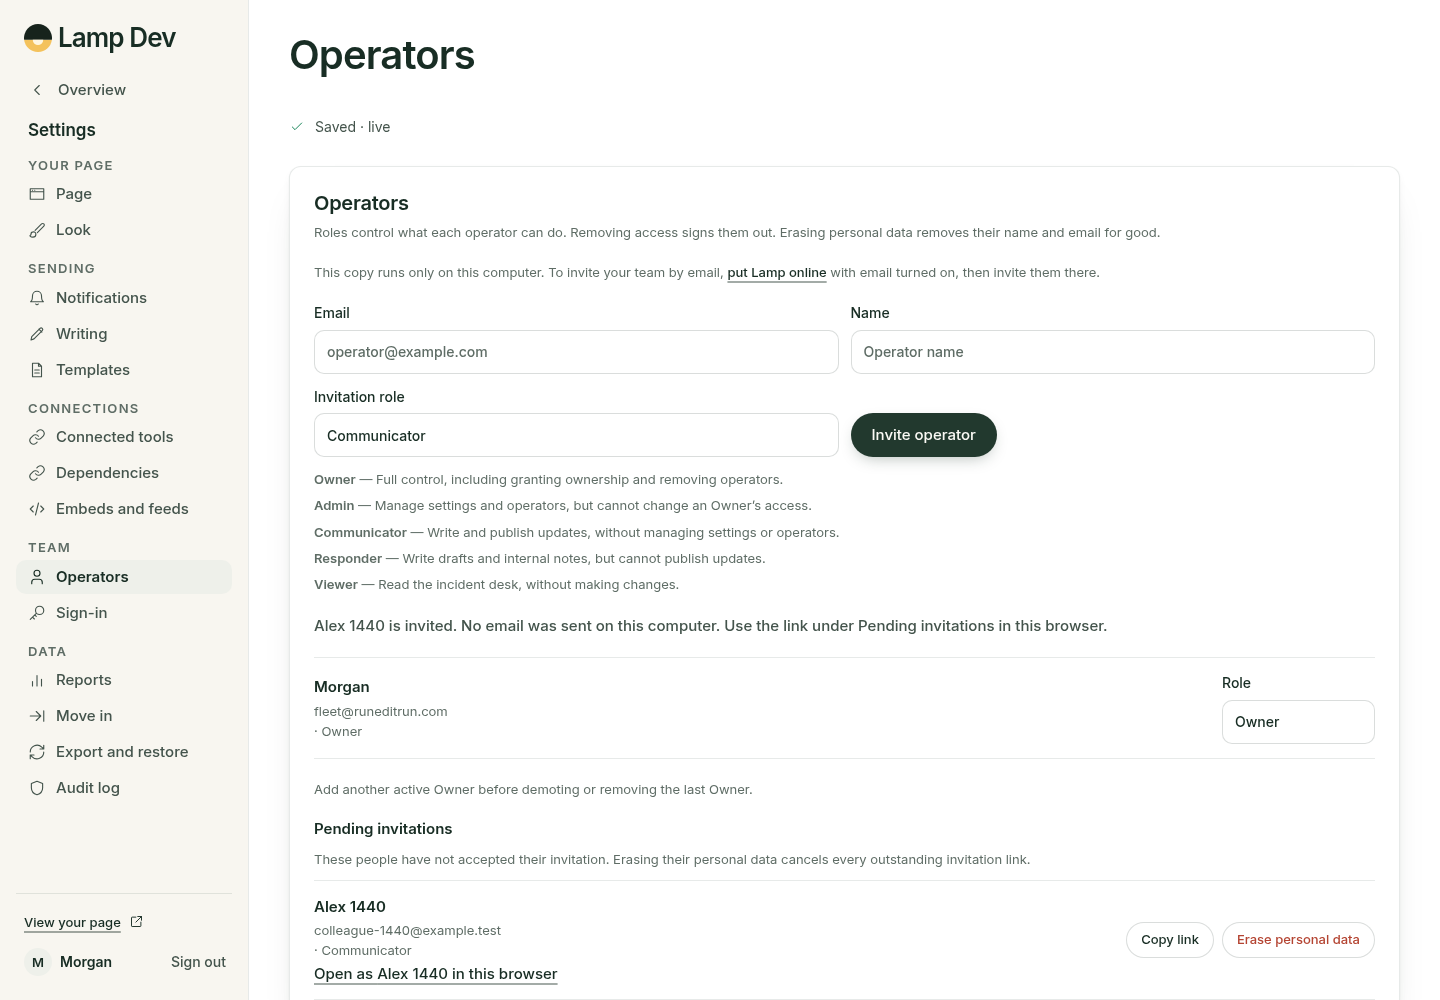 Lamp Dev
Overview
Settings
YOUR PAGE
Page
Look
SENDING
Notifications
Writing
Templates
CONNECTIONS
Connected tools
Dependencies
Embeds and feeds
TEAM
Operators
Sign-in
DATA
Reports
Move in
Export and restore
Audit log
View your page
M Morgan Sign out
Operators
Saved · live
Operators
Roles control what each operator can do. Removing access signs them out. Erasing personal data removes their name and email for good.
This copy runs only on this computer. To invite your team by email, put Lamp online with email turned on, then invite them there.
Email Name
operator@example.com Operator name
Invitation role
Communicator Invite operator
Owner — Full control, including granting ownership and removing operators.
Admin — Manage settings and operators, but cannot change an Owner’s access.
Communicator — Write and publish updates, without managing settings or operators.
Responder — Write drafts and internal notes, but cannot publish updates.
Viewer — Read the incident desk, without making changes.
Alex 1440 is invited. No email was sent on this computer. Use the link under Pending invitations in this browser.
Morgan Role
fleet@runeditrun.com
· Owner Owner
Add another active Owner before demoting or removing the last Owner.
Pending invitations
These people have not accepted their invitation. Erasing their personal data cancels every outstanding invitation link.
Alex 1440
colleague-1440@example.test
· Communicator
Copy link Erase personal data
Open as Alex 1440 in this browser